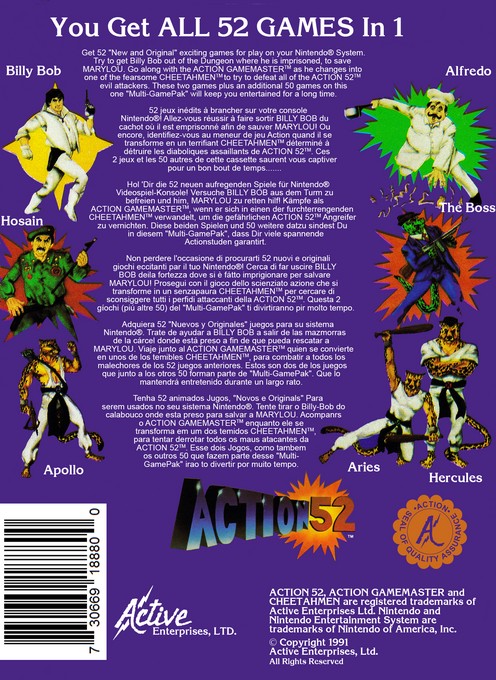 You Get ALL 52 GAMES In 1
Get 52 "New and Original" exciting games for play on your Nintendo® System.
Try to get Billy Bob out of the Dungeon where he is imprisoned, to save
MARYLOU. Go along with the ACTION GAMEMASTER™ as he changes into
one of the fearsome CHEETAHMEN™ to try to defeat all of the ACTION 52™
evil attackers. These two games plus an additional 50 games on this
one "Multi-GamePak" will keep you entertained for a long time.
52 jeux inédits à brancher sur votre console
Nintendo®! Allez-vous réussir à faire sortir BILLY BOB du
cachot où il est emprisonné afin de sauver MARYLOU! Ou
encore, identifiez-vous au meneur de jeu Action quand il se
transforme en un terrifiant CHEETAHMEN™ déterminé à
détruire les diaboliques assaillants de ACTION 52™. Ces
2 jeux et les 50 autres de cette cassette saurent vous captiver
pour un bon bout de temps.......
Hol 'Dir die 52 neuen aufregenden Spiele für Nintendo®
Videospiel-Konsole! Versuche BILLY BOB aus dem Turm zu
befreien und him, MARYLOU zu retten hilf! Kämpfe als
ACTION GAMEMASTER™, wenn er sich in einen der furchterrengenden
CHEETAHMEN™ verwandelt, um die gefährlichen ACTION 52™ Angreifer
zu vernichten. Diese beiden Spielen und 50 weitere dafzu sindest Du
in diesem "Multi-GamePak", dass Dir viele spannende
Actionstuden garantirt.
Non perdere l'occasione di procurarti 52 nuovi e originali
giochi eccitanti par il tuo Nintendo®! Cerca di far uscire BILLY
BOB deila fortezza dove si è fátto imprigionare per salvare
MARYLOU! Prosegui con il gioco dello scienziato azione che si
transforma in un senzapaura CHEETAHMEN™ per cercare di
sconsiggere tutti i perfidi attaccanti della ACTION 52™. Questa 2
giochi (più altre 50) del "Multi-GamePak" ti divertiranno pir molto tempo.
Adquiera 52 "Nuevos y Originales" juegos para su sistema
Nintendo®. Trate de ayudar a BILLY BOB a salir de las mazmorras
de la cárcel donde está preso a fin de que pueda rescatar a
MARYLOU. Viaje junto al ACTION GAMEMASTER™ quien se convierte
en unos de los temibles CHEETAHMEN™, para combatir a todos los
malechores de los 52 juegos anteriores. Estos son dos de los juegos
que junto a los otros 50 forman parte de "Multi-GamePak". Que lo
mantendrá entretenido durante un largo rato.
Tenha 52 animados Jogos, "Novos e Originais" Para
serem usados no seu sistema Nintendo®. Tente tirar o Billy-Bob do
calabouco onde esta preso para salvar a MARYLOU. Acompanrs
o ACTION GAMEMASTER™ enquanto ele se
transforma em um dos temidos CHEETAHMEN™,
para tentar derrotar todos os maus atacantes da
ACTION 52™. Esse dois Jogos, como tambem
os outros 50 que fazem parte desse "Multi-
GamePak" irao to divertir por muito tempo.
Billy Bob
Alfredo
Hosain
The Boss
Apollo
Aries
Hercules
ACTION 52™
ACTION
SEAL OF QUALITY ASSURANCE
7 30669 18880 0
Active
Enterprises, LTD.
ACTION 52, ACTION GAMEMASTER and
CHEETAHMEN are registered trademarks of
Active Enterprises Ltd. Nintendo and
Nintendo Entertainment System are
trademarks of Nintendo of America, Inc.
© Copyright 1991
Active Enterprises, Ltd.
All Rights Reserved